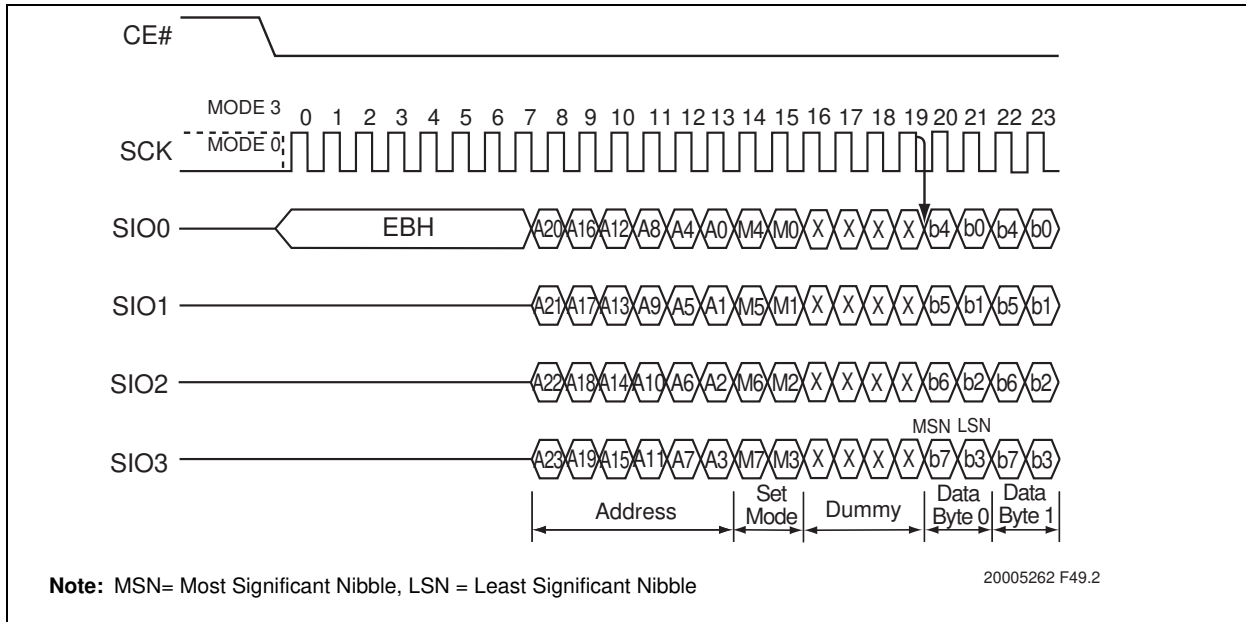 CE#
MODE 3
0 1 2 3 4 5 6 7 8 9 10 11 12 13 14 15 16 17 18 19 20 21 22 23
SCK
MODE 0
SIO0
EBH
A20 A16 A12 A8 A4 A0 M4 M0 X X X X b4 b0 b4 b0
SIO1
A21 A17 A13 A9 A5 A1 M5 M1 X X X X b5 b1 b5 b1
SIO2
A22 A18 A14 A10 A6 A2 M6 M2 X X X X b6 b2 b6 b2
MSN LSN
SIO3
A23 A19 A15 A11 A7 A3 M7 M3 X X X X b7 b3 b7 b3
Address
Set
Mode
Dummy
Data
Byte 0
Data
Byte 1
Note: MSN= Most Significant Nibble, LSN = Least Significant Nibble
20005262 F49.2